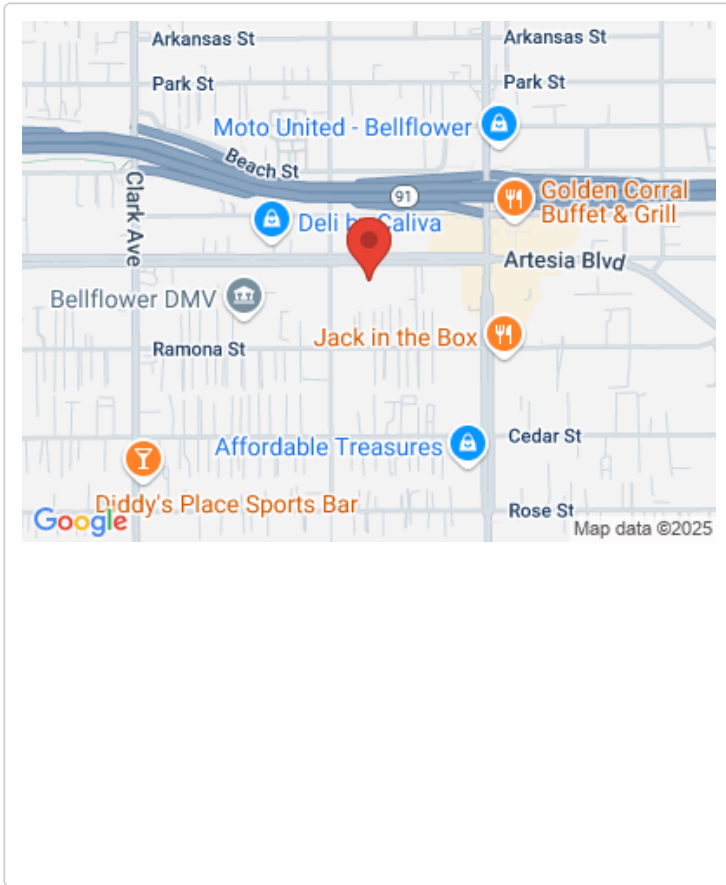 Arkansas St
Arkansas St
Park St
Park St
Moto United - Bellflower
Beach St
Clark Ave
91
Golden Corral
Buffet & Grill
Deli by Caliva
Artesia Blvd
Bellflower DMV
Jack in the Box
Ramona St
Cedar St
Affordable Treasures
Diddy's Place Sports Bar
Rose St
Google
Map data ©2025